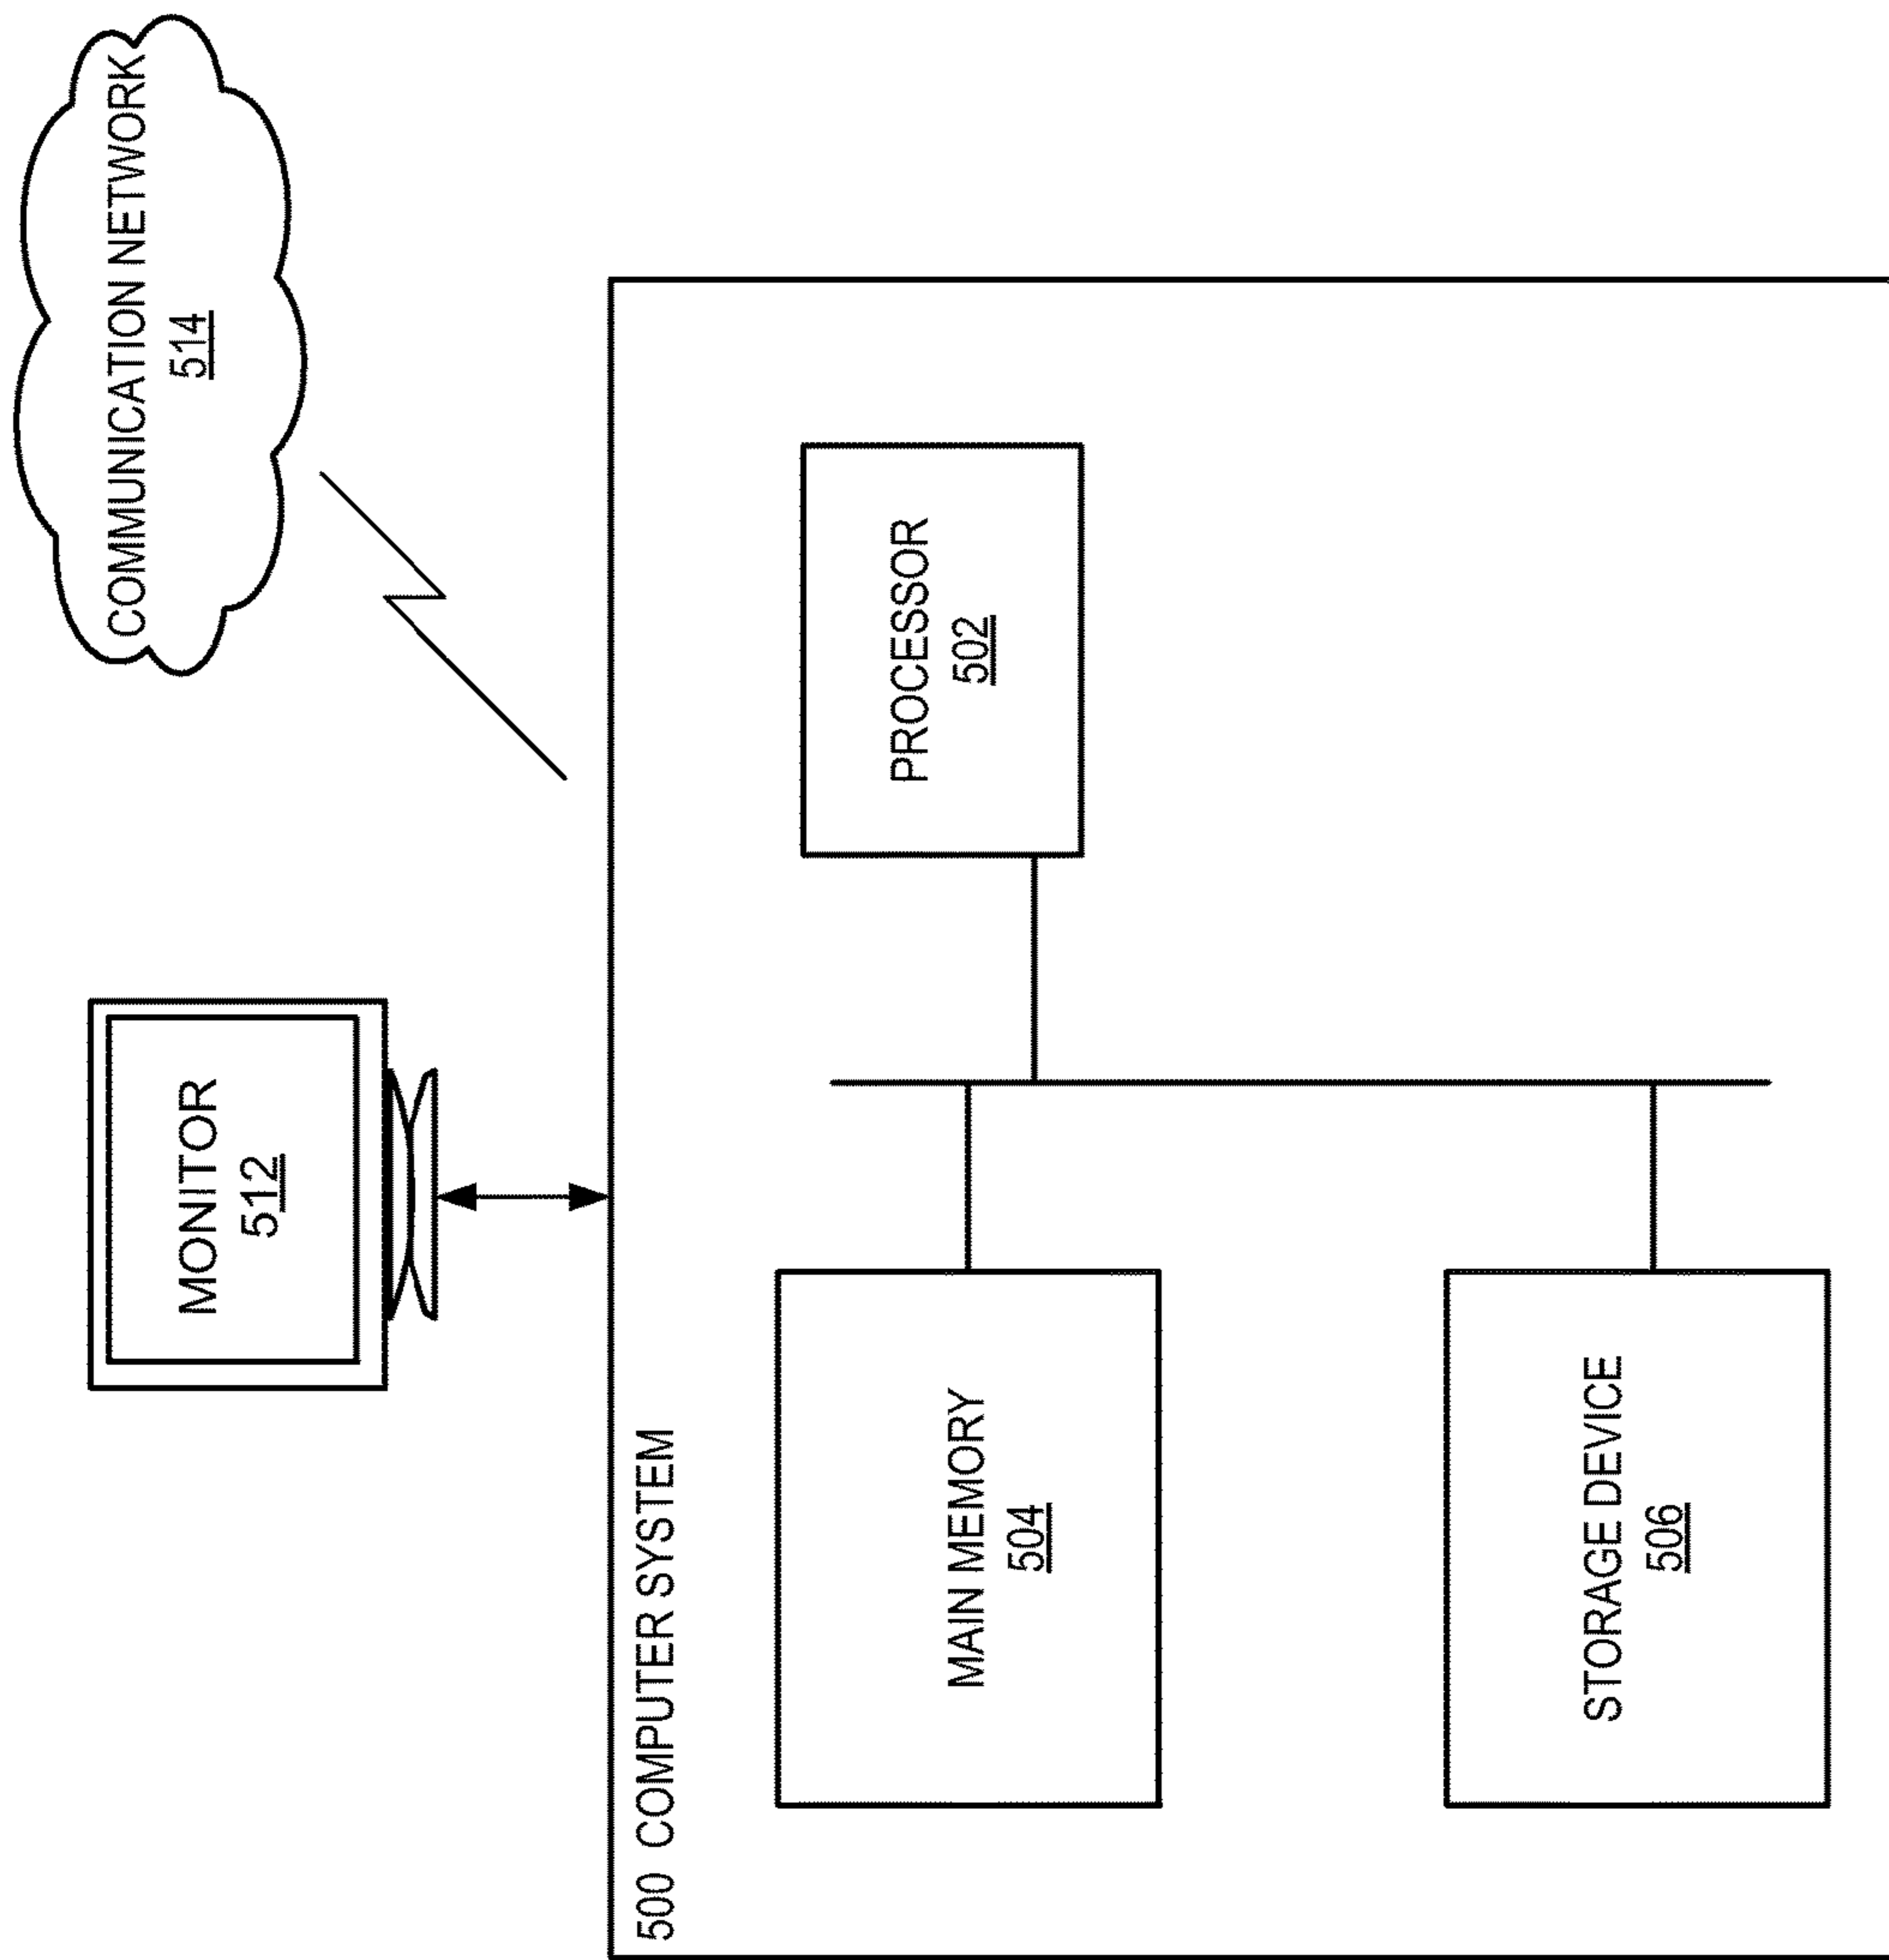 MONITOR
512
COMMUNICATION NETWORK
514
500 COMPUTER SYSTEM
MAIN MEMORY
504
PROCESSOR
502
STORAGE DEVICE
506